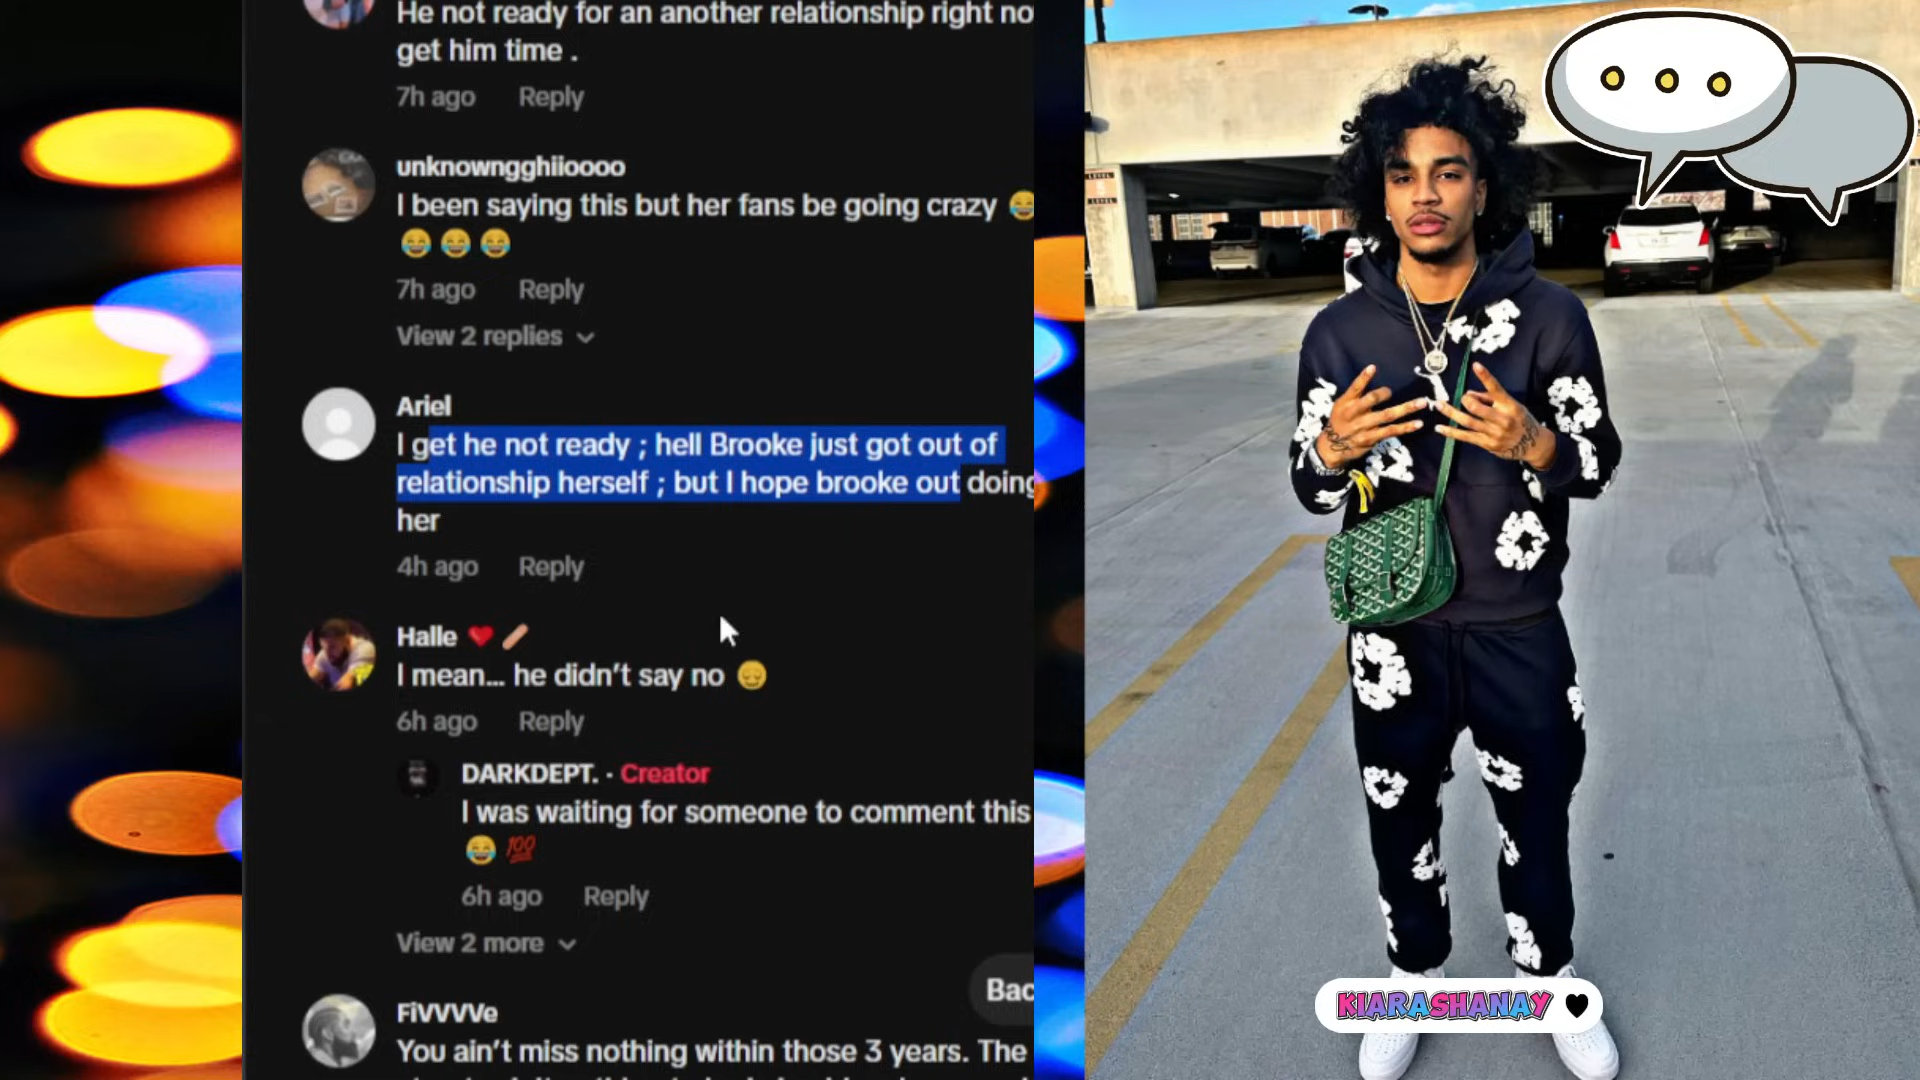 He not ready for an another relationship right no
get him time .
7h ago Reply
unknowngghiioooo
I been saying this but her fans be going crazy 😂
😂 😂 😂
7h ago Reply
View 2 replies
Ariel
I get he not ready ; hell Brooke just got out of
relationship herself ; but I hope brooke out doing
her
4h ago Reply
Halle ❤️ 🩹
I mean... he didn’t say no 😔
6h ago Reply
DARKDEPT. · Creator
I was waiting for someone to comment this
😂 💯
6h ago Reply
View 2 more
Bac
FiVVVVe
You ain’t miss nothing within those 3 years. The
KIARASHANAY 🖤